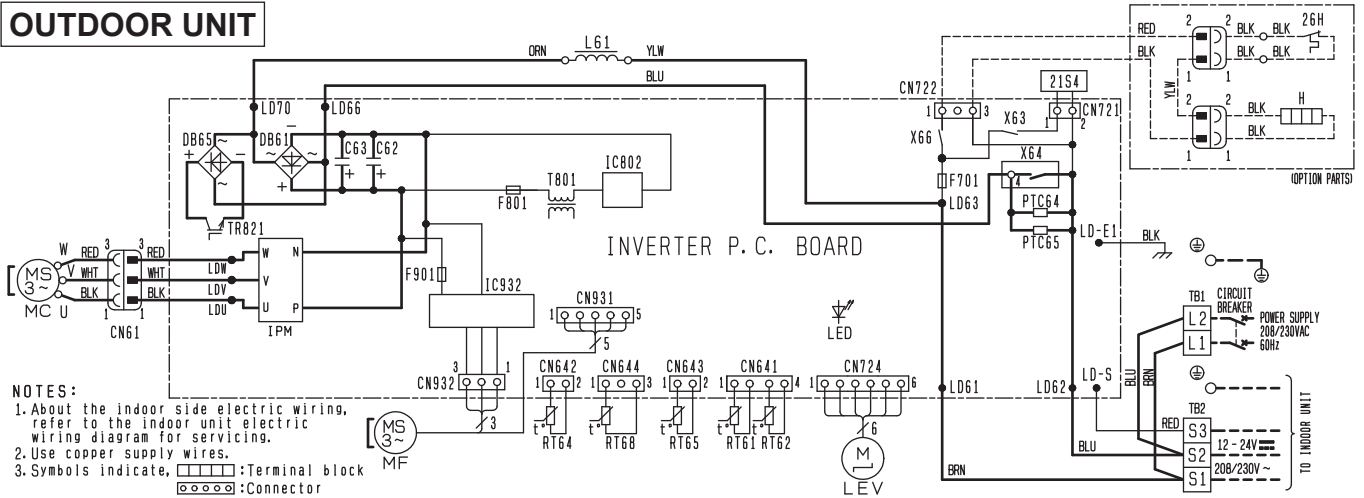 OUTDOOR UNIT
ORN L61 YLW
BLU
RED
BLK
2 2
BLK BLK 26H
BLK BLK
1 1
YLW
2 2
BLK H
BLK
1 1
(OPTION PARTS)
CN722
1 3
21S4
CN721
1 2
X63
X66
X64
4
F701
LD63
PTC64
PTC65
LD70
LD66
DB65
~
-
+
~
DB61
-
~
~
+
C63
+
C62
+
TR821
F801
T801
IC802
INVERTER P.C. BOARD
LD-E1
BLK
W RED
V WHT
BLK
U
MS
3~
MC
3 3
1 1
CN61
RED
WHT
BLK
LDW
LDV
LDU
W N
V
U P
IPM
F901
IC932
CN931
1 5
5
LED
CN932
3 1
3
MS
3~
MF
CN642
1 2
t°
RT64
CN644
1 3
t°
RT68
CN643
1 2
t°
RT65
CN641
1 4
t° t°
RT61 RT62
CN724
1 6
6
M
LEV
LD61
LD62
LD-S
BRN
BLU
RED
BLU
BRN
TB1
L2
L1
CIRCUIT
BREAKER
POWER SUPPLY
208/230VAC
60Hz
TB2
S3
12-24V
S2
208/230V~
S1
TO INDOOR UNIT
NOTES:
1. About the indoor side electric wiring,
refer to the indoor unit electric
wiring diagram for servicing.
2. Use copper supply wires.
3. Symbols indicate, :Terminal block
:Connector